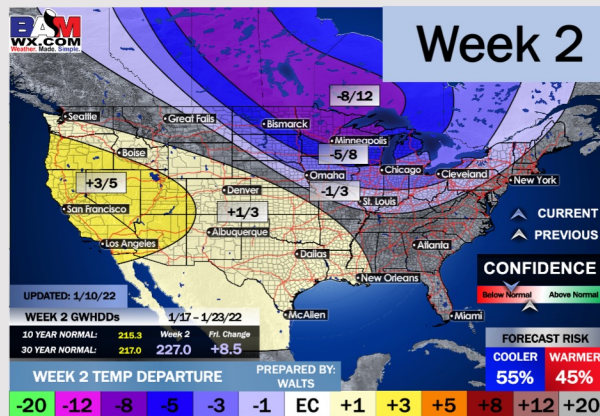 BAM
WX.COM
Weather. Made. Simple.
Week 2
-8/12
Seattle
Great Falls
Bismarck
Minneapolis
-5/8
Boise
Omaha
Chicago
Cleveland
New York
+3/5
Denver
-1/3
St. Louis
San Francisco
+1/3
Albuquerque
Los Angeles
Dallas
Atlanta
New Orleans
McAllen
Miami
CURRENT
PREVIOUS
CONFIDENCE
Below Normal Above Normal
UPDATED: 1/10/22
WEEK 2 GWHDDs 1/17 – 1/23/22
10 YEAR NORMAL: 215.3 Week 2 Fri. Change
30 YEAR NORMAL: 217.0 227.0 +8.5
FORECAST RISK
COOLER WARMER
55% 45%
WEEK 2 TEMP DEPARTURE
PREPARED BY:
WALTS
-20 -12 -8 -5 -3 -1 EC +1 +3 +5 +8 +12 +20